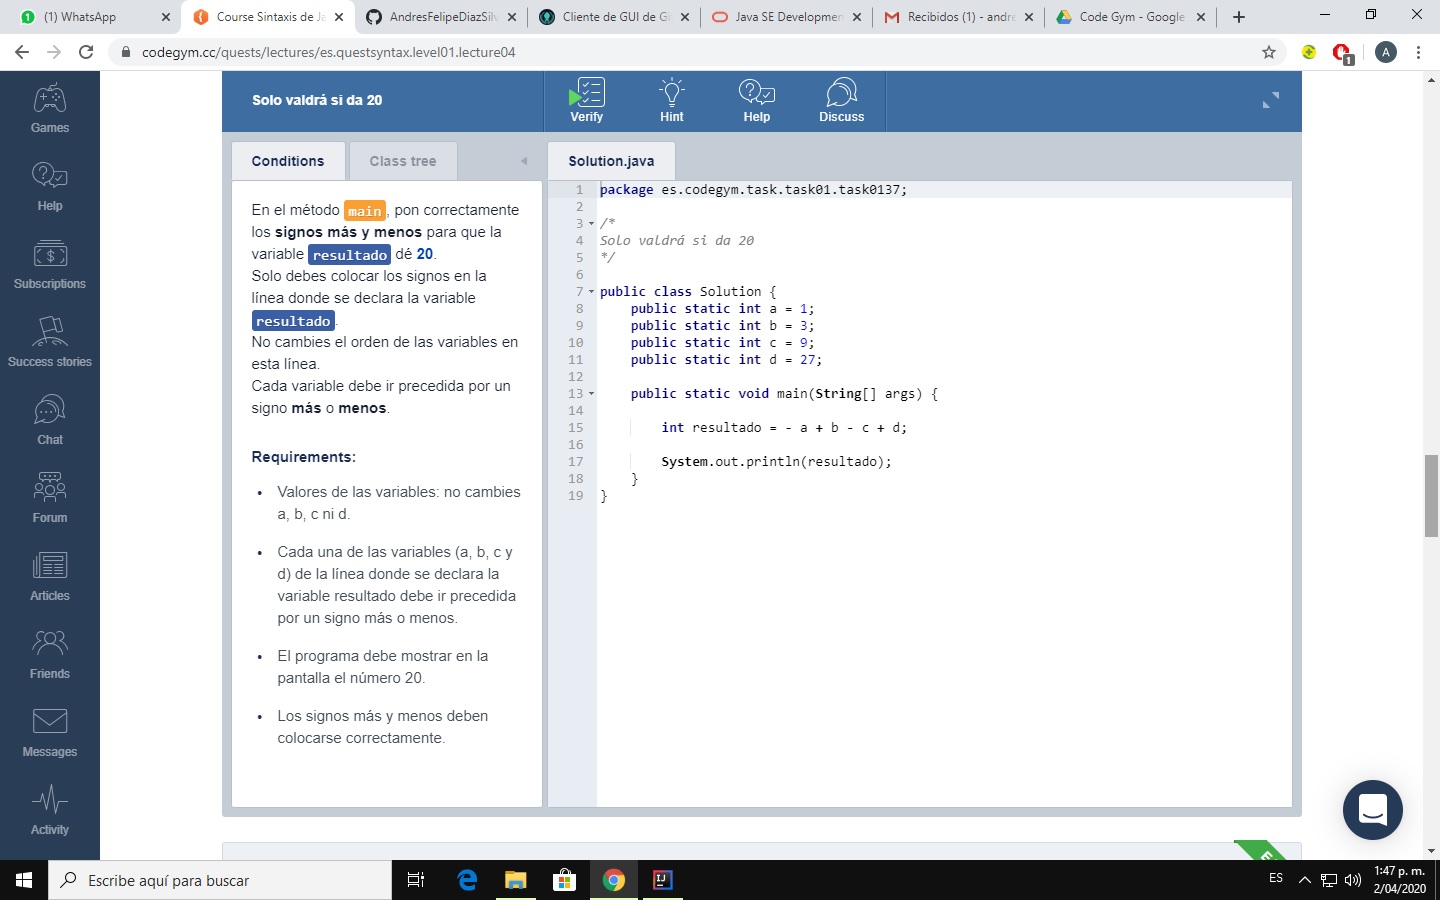 (1) WhatsApp
Course Sintaxis de Ja
AndresFelipeDiazSilv
Cliente de GUI de Gi
Java SE Developmen
Recibidos (1) - andre
Code Gym - Google
codegym.cc/quests/lectures/es.questsyntax.level01.lecture04
A
1
Games
Help
Subscriptions
Success stories
Chat
Forum
Articles
Friends
Messages
Activity
Solo valdrá si da 20
Verify
Hint
Help
Discuss
Conditions
Class tree
En el método main, pon correctamente
los signos más y menos para que la
variable resultado dé 20.
Solo debes colocar los signos en la
línea donde se declara la variable
resultado.
No cambies el orden de las variables en
esta línea.
Cada variable debe ir precedida por un
signo más o menos.
Requirements:
• Valores de las variables: no cambies
a, b, c ni d.
• Cada una de las variables (a, b, c y
d) de la línea donde se declara la
variable resultado debe ir precedida
por un signo más o menos.
• El programa debe mostrar en la
pantalla el número 20.
• Los signos más y menos deben
colocarse correctamente.
Solution.java
1 package es.codegym.task.task01.task0137;
2
3 /*
4 Solo valdrá si da 20
5 */
6
7 public class Solution {
8 public static int a = 1;
9 public static int b = 3;
10 public static int c = 9;
11 public static int d = 27;
12
13 public static void main(String[] args) {
14
15 int resultado = - a + b - c + d;
16
17 System.out.println(resultado);
18 }
19 }
Escribe aquí para buscar
ES
1:47 p. m.
2/04/2020